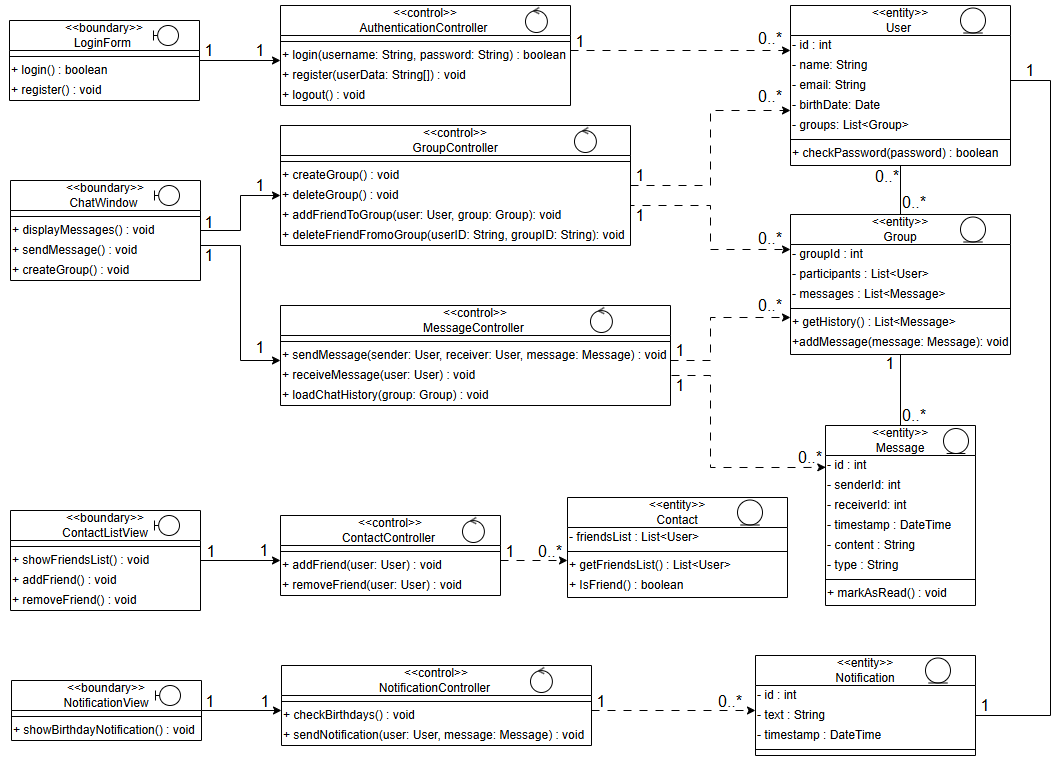 <<boundary>>
LoginForm
+ login() : boolean
+ register() : void
1
1
<<control>>
AuthenticationController
+ login(username: String, password: String) : boolean
+ register(userData: String[]) : void
+ logout() : void
1
0..*
<<entity>>
User
- id : int
- name: String
- email: String
- birthDate: Date
- groups: List<Group>
+ checkPassword(password) : boolean
1
0..*
<<control>>
GroupController
+ createGroup() : void
+ deleteGroup() : void
+ addFriendToGroup(user: User, group: Group): void
+ deleteFriendFromoGroup(userID: String, groupID: String): void
1
1
0..*
0..*
0..*
<<boundary>>
ChatWindow
+ displayMessages() : void
+ sendMessage() : void
+ createGroup() : void
1
1
1
1
<<entity>>
Group
- groupId : int
- participants : List<User>
- messages : List<Message>
+ getHistory() : List<Message>
+addMessage(message: Message): void
0..*
1
0..*
<<control>>
MessageController
+ sendMessage(sender: User, receiver: User, message: Message) : void
+ receiveMessage(user: User) : void
+ loadChatHistory(group: Group) : void
1
1
0..*
<<entity>>
Message
- id : int
- senderId: int
- receiverId: int
- timestamp : DateTime
- content : String
- type : String
+ markAsRead() : void
<<boundary>>
ContactListView
+ showFriendsList() : void
+ addFriend() : void
+ removeFriend() : void
1
1
<<control>>
ContactController
+ addFriend(user: User) : void
+ removeFriend(user: User) : void
1
0..*
<<entity>>
Contact
- friendsList : List<User>
+ getFriendsList() : List<User>
+ IsFriend() : boolean
<<boundary>>
NotificationView
+ showBirthdayNotification() : void
1
1
<<control>>
NotificationController
+ checkBirthdays() : void
+ sendNotification(user: User, message: Message) : void
1
0..*
<<entity>>
Notification
- id : int
- text : String
- timestamp : DateTime
1